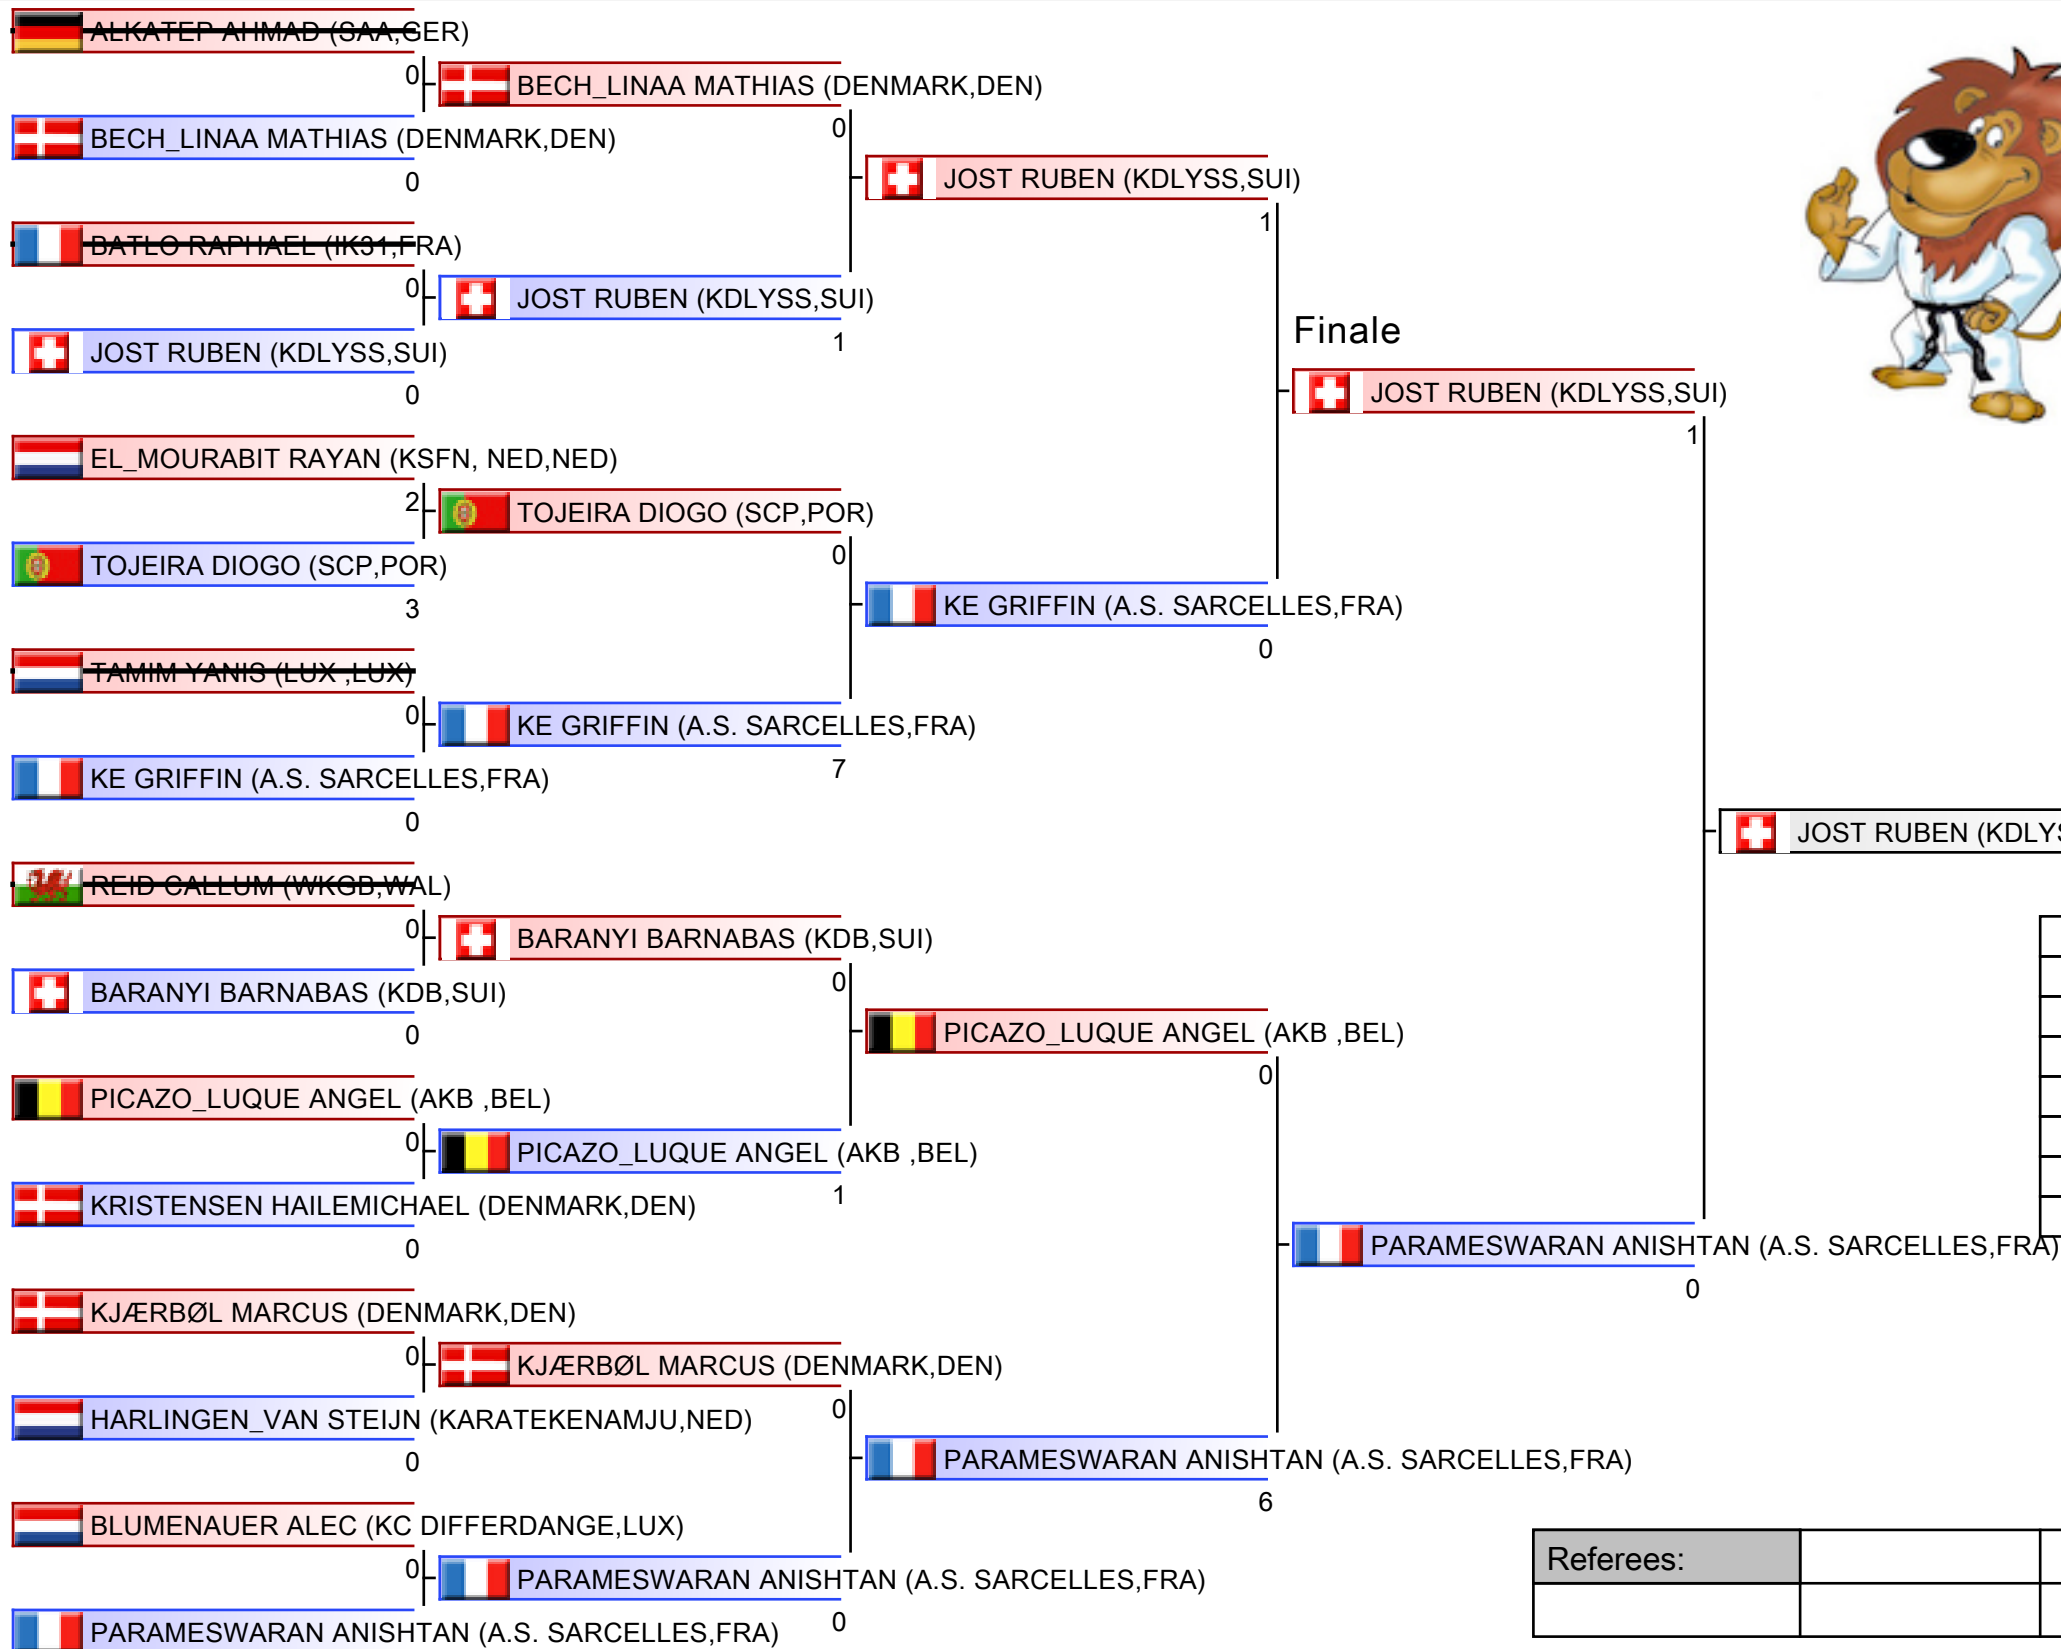 ALKATEP AHMAD (SAA,GER)
0
BECH_LINAA MATHIAS (DENMARK,DEN)
BECH_LINAA MATHIAS (DENMARK,DEN)
0
0
JOST RUBEN (KDLYSS,SUI)
1
BATLO RAPHAEL (IK31,FRA)
0
JOST RUBEN (KDLYSS,SUI)
1
JOST RUBEN (KDLYSS,SUI)
0
Finale
JOST RUBEN (KDLYSS,SUI)
1
EL_MOURABIT RAYAN (KSFN, NED,NED)
2
TOJEIRA DIOGO (SCP,POR)
0
TOJEIRA DIOGO (SCP,POR)
3
KE GRIFFIN (A.S. SARCELLES,FRA)
0
TAMIM YANIS (LUX ,LUX)
0
KE GRIFFIN (A.S. SARCELLES,FRA)
7
KE GRIFFIN (A.S. SARCELLES,FRA)
0
JOST RUBEN (KDLYS
REID CALLUM (WKGB,WAL)
0
BARANYI BARNABAS (KDB,SUI)
0
BARANYI BARNABAS (KDB,SUI)
0
PICAZO_LUQUE ANGEL (AKB ,BEL)
0
PICAZO_LUQUE ANGEL (AKB ,BEL)
0
PICAZO_LUQUE ANGEL (AKB ,BEL)
1
KRISTENSEN HAILEMICHAEL (DENMARK,DEN)
0
PARAMESWARAN ANISHTAN (A.S. SARCELLES,FRA)
0
KJÆRBØL MARCUS (DENMARK,DEN)
0
KJÆRBØL MARCUS (DENMARK,DEN)
0
HARLINGEN_VAN STEIJN (KARATEKENAMJU,NED)
0
PARAMESWARAN ANISHTAN (A.S. SARCELLES,FRA)
6
BLUMENAUER ALEC (KC DIFFERDANGE,LUX)
0
PARAMESWARAN ANISHTAN (A.S. SARCELLES,FRA)
0
PARAMESWARAN ANISHTAN (A.S. SARCELLES,FRA)
Referees: